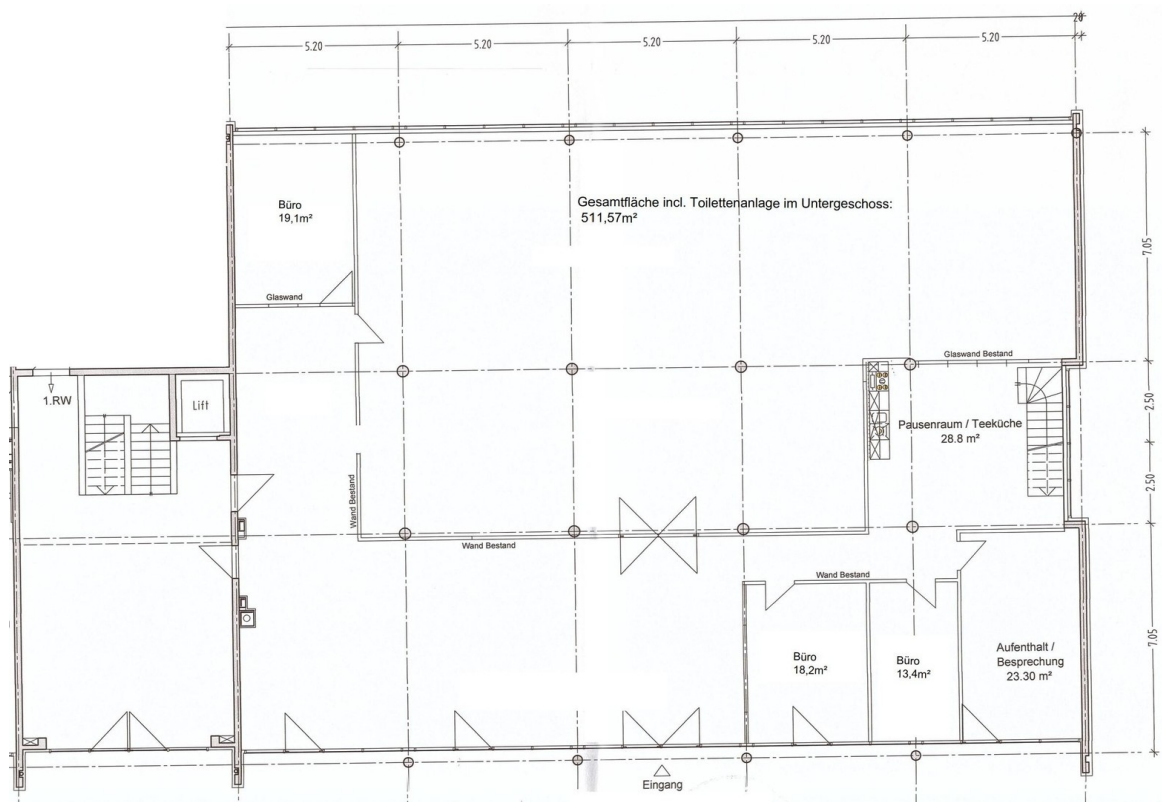 20
5.20 5.20 5.20 5.20 5.20
Büro
19,1m²
Gesamtfläche incl. Toilettenanlage im Untergeschoss:
511,57m²
7.05
Glaswand
Glaswand Bestand
1.RW
Lift
2.50
Pausenraum / Teeküche
28.8 m²
2.50
Wand Bestand
Wand Bestand
Wand Bestand
7.05
Büro
18,2m²
Büro
13,4m²
Aufenthalt /
Besprechung
23.30 m²
Eingang